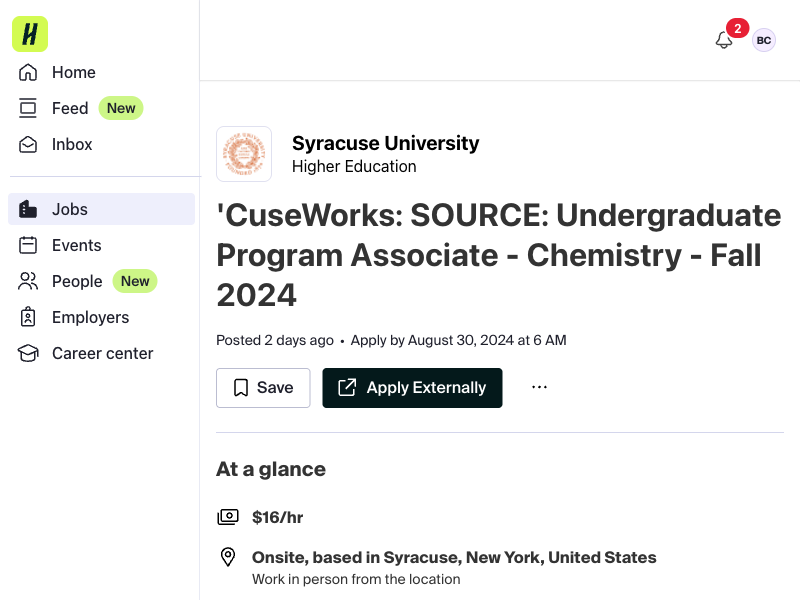 Home
Feed New
Inbox
Jobs
Events
People New
Employers
Career center
2
BC
Syracuse University
Higher Education
'CuseWorks: SOURCE: Undergraduate
Program Associate - Chemistry - Fall
2024
Posted 2 days ago • Apply by August 30, 2024 at 6 AM
Save
Apply Externally
At a glance
$16/hr
Onsite, based in Syracuse, New York, United States
Work in person from the location